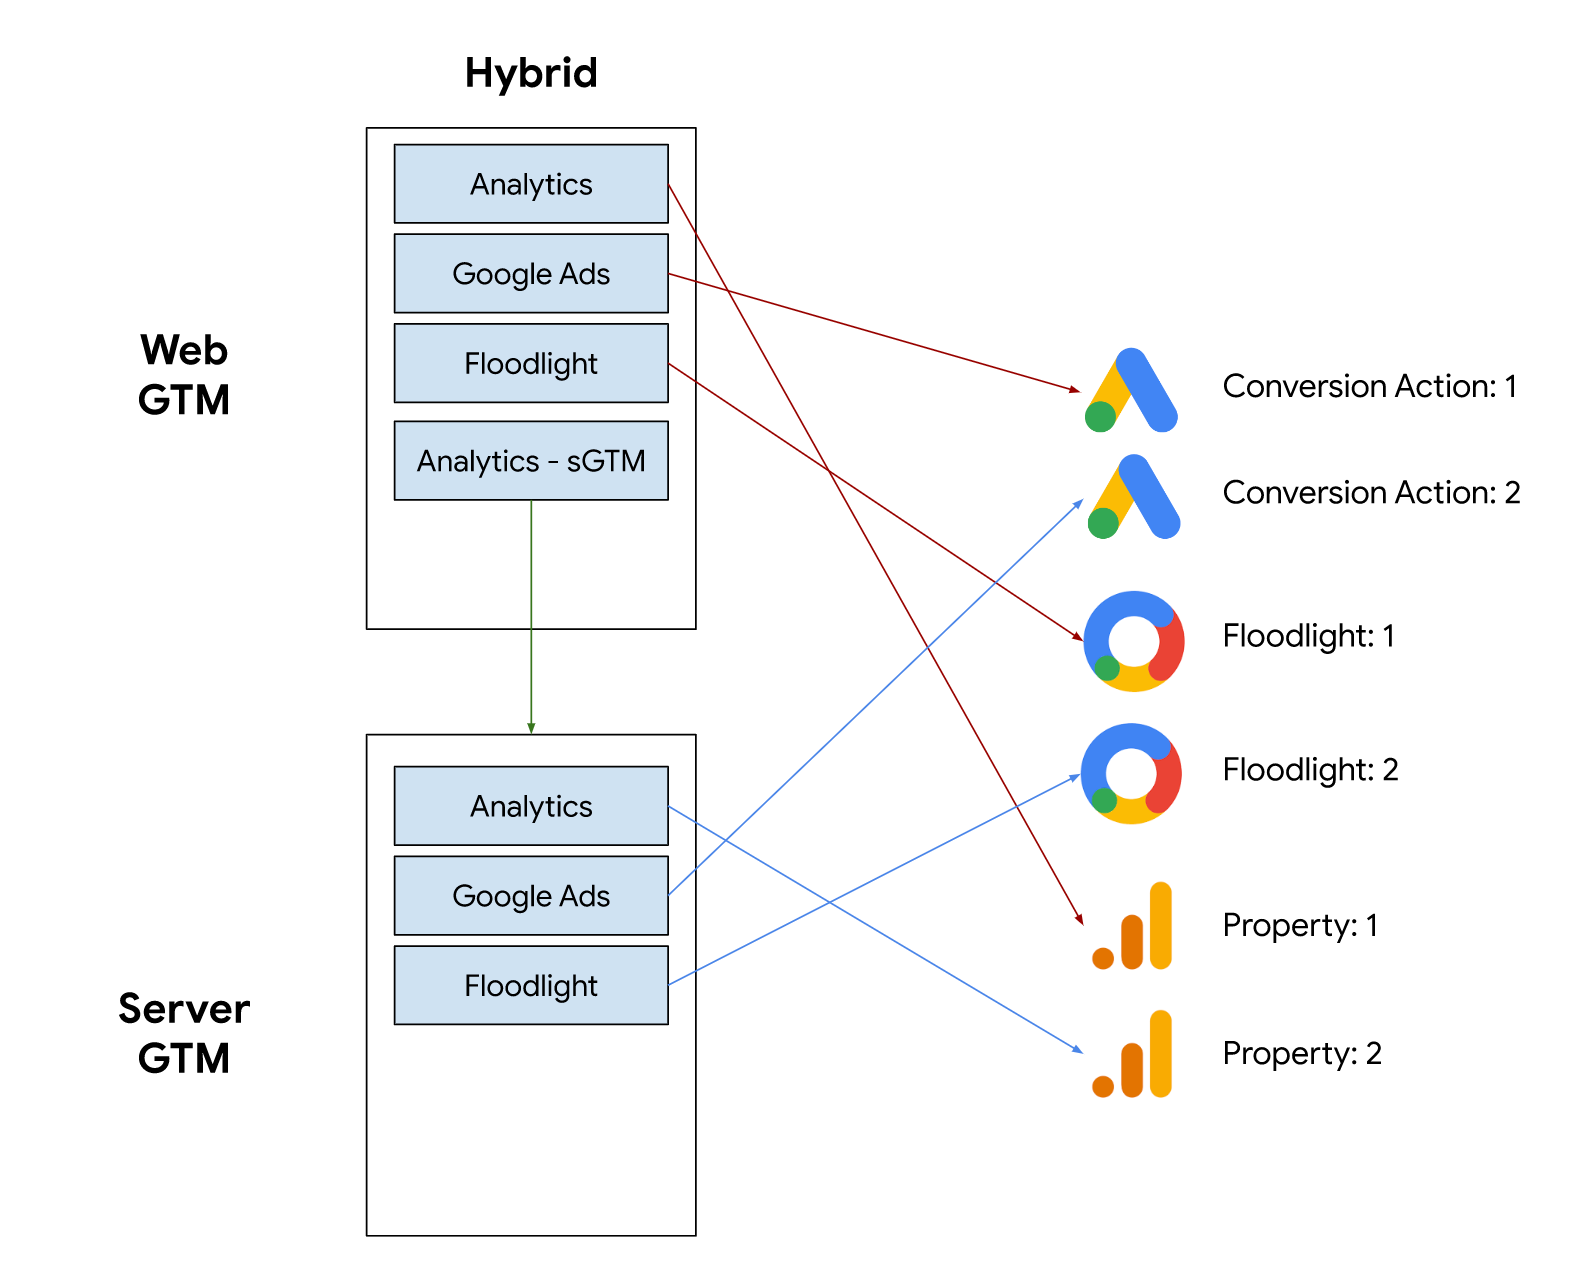 Hybrid
Web
GTM
Analytics
Google Ads
Floodlight
Analytics - sGTM
Server
GTM
Analytics
Google Ads
Floodlight
Conversion Action: 1
Conversion Action: 2
Floodlight: 1
Floodlight: 2
Property: 1
Property: 2